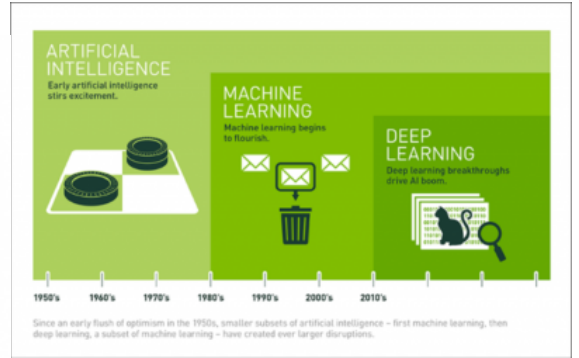 ARTIFICIAL
INTELLIGENCE
Early artificial intelligence
stirs excitement.
MACHINE
LEARNING
Machine learning begins
to flourish.
DEEP
LEARNING
Deep learning breakthroughs
drive AI boom.
1950's 1960's 1970's 1980's 1990's 2000's 2010's
Since an early flush of optimism in the 1950s, smaller subsets of artificial intelligence – first machine learning, then
deep learning, a subset of machine learning – have created ever larger disruptions.